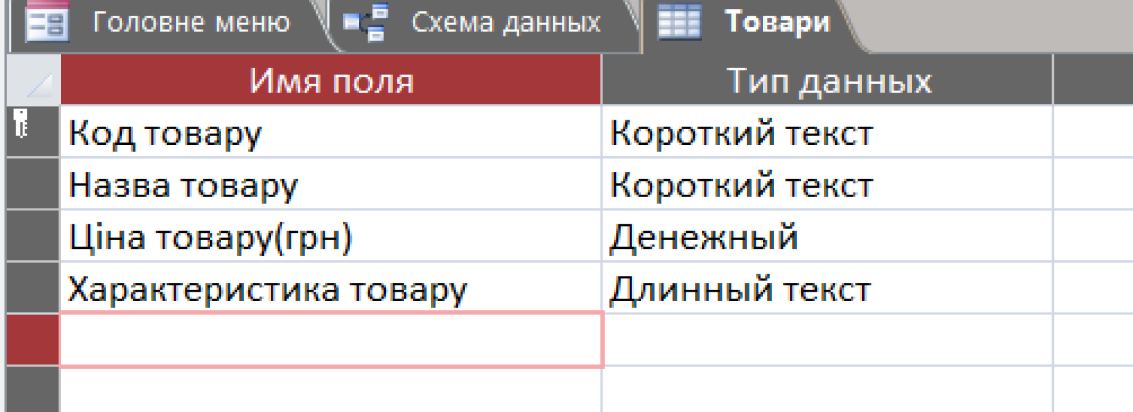 Головне меню Схема данных Товари
Имя поля Тип данных
Код товару Короткий текст
Назва товару Короткий текст
Ціна товару(грн) Денежный
Характеристика товару Длинный текст